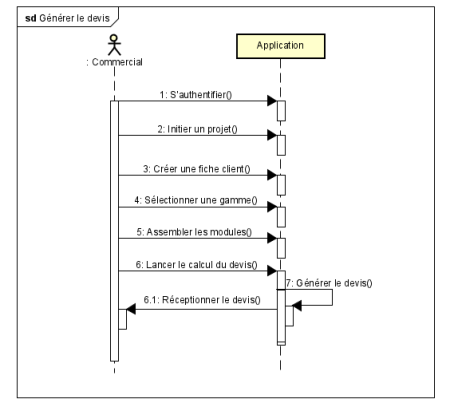 sd Générer le devis
: Commercial
Application
1: S'authentifier()
2: Initier un projet()
3: Créer une fiche client()
4: Sélectionner une gamme()
5: Assembler les modules()
6: Lancer le calcul du devis()
7: Générer le devis()
6.1: Réceptionner le devis()